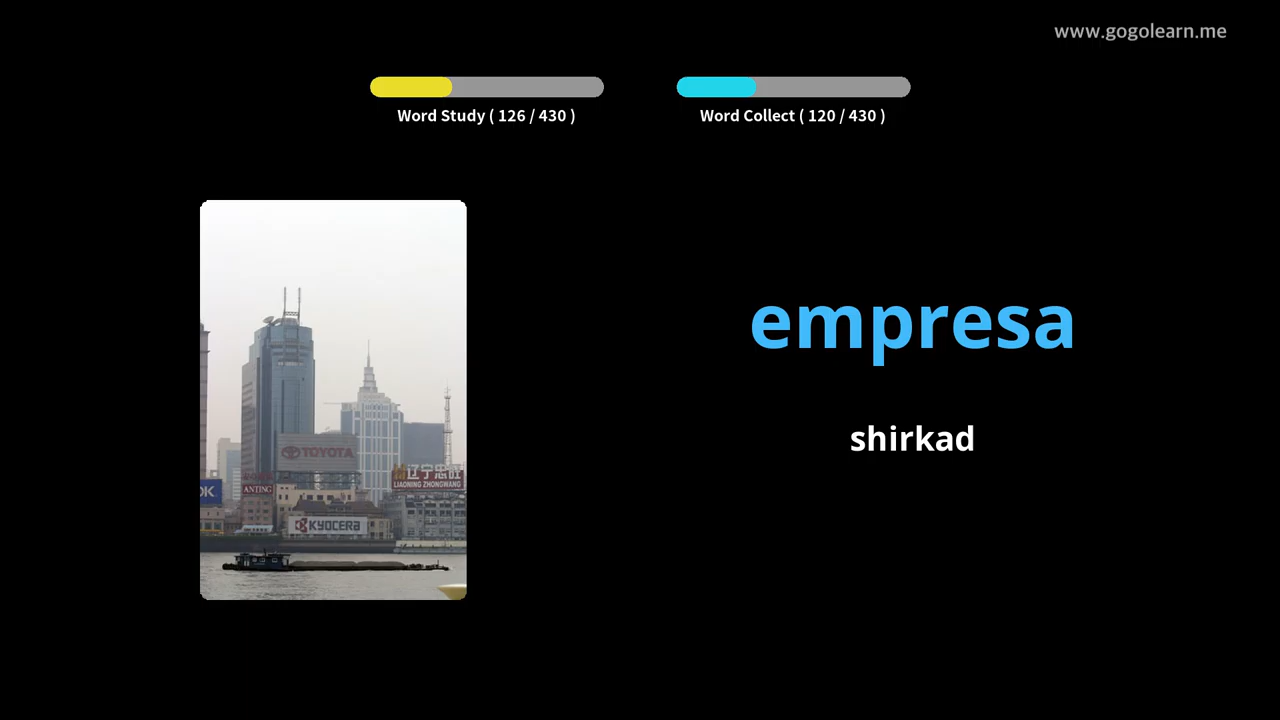 www.gogolearn.me
Word Study ( 126 / 430 )
Word Collect ( 120 / 430 )
empresa
shirkad
TOYOTA
辽宁忠旺
LIAONING ZHONGWANG
OK
ANTING
KYOCERA